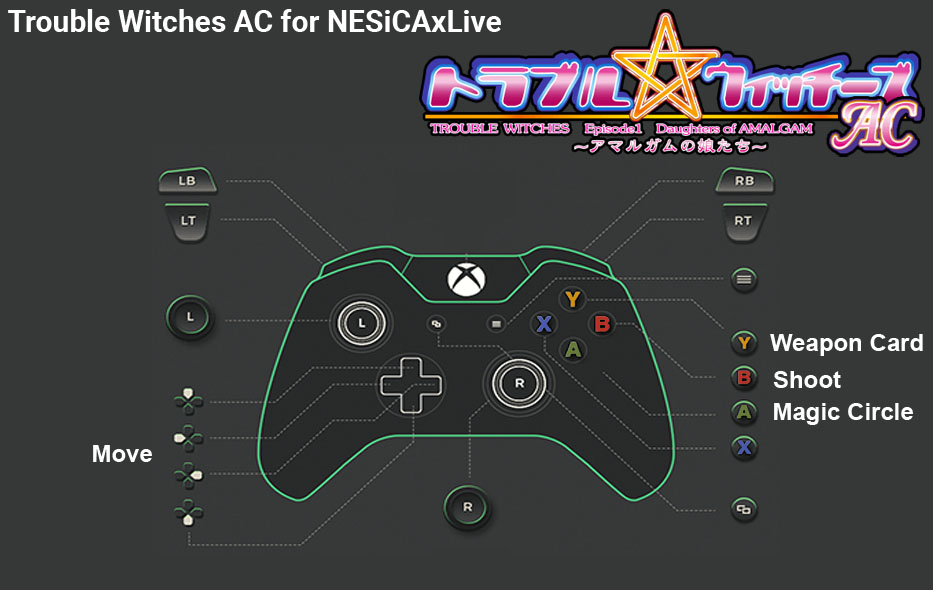 Trouble Witches AC for NESiCAxLive
トラブル☆ウィッチーズ
AC
TROUBLE WITCHES Episode1 Daughters of AMALGAM
～アマルガムの娘たち～
LB
RB
LT
RT
Y
L
L
X
B
Y Weapon Card
A
B Shoot
R
A Magic Circle
X
Move
R